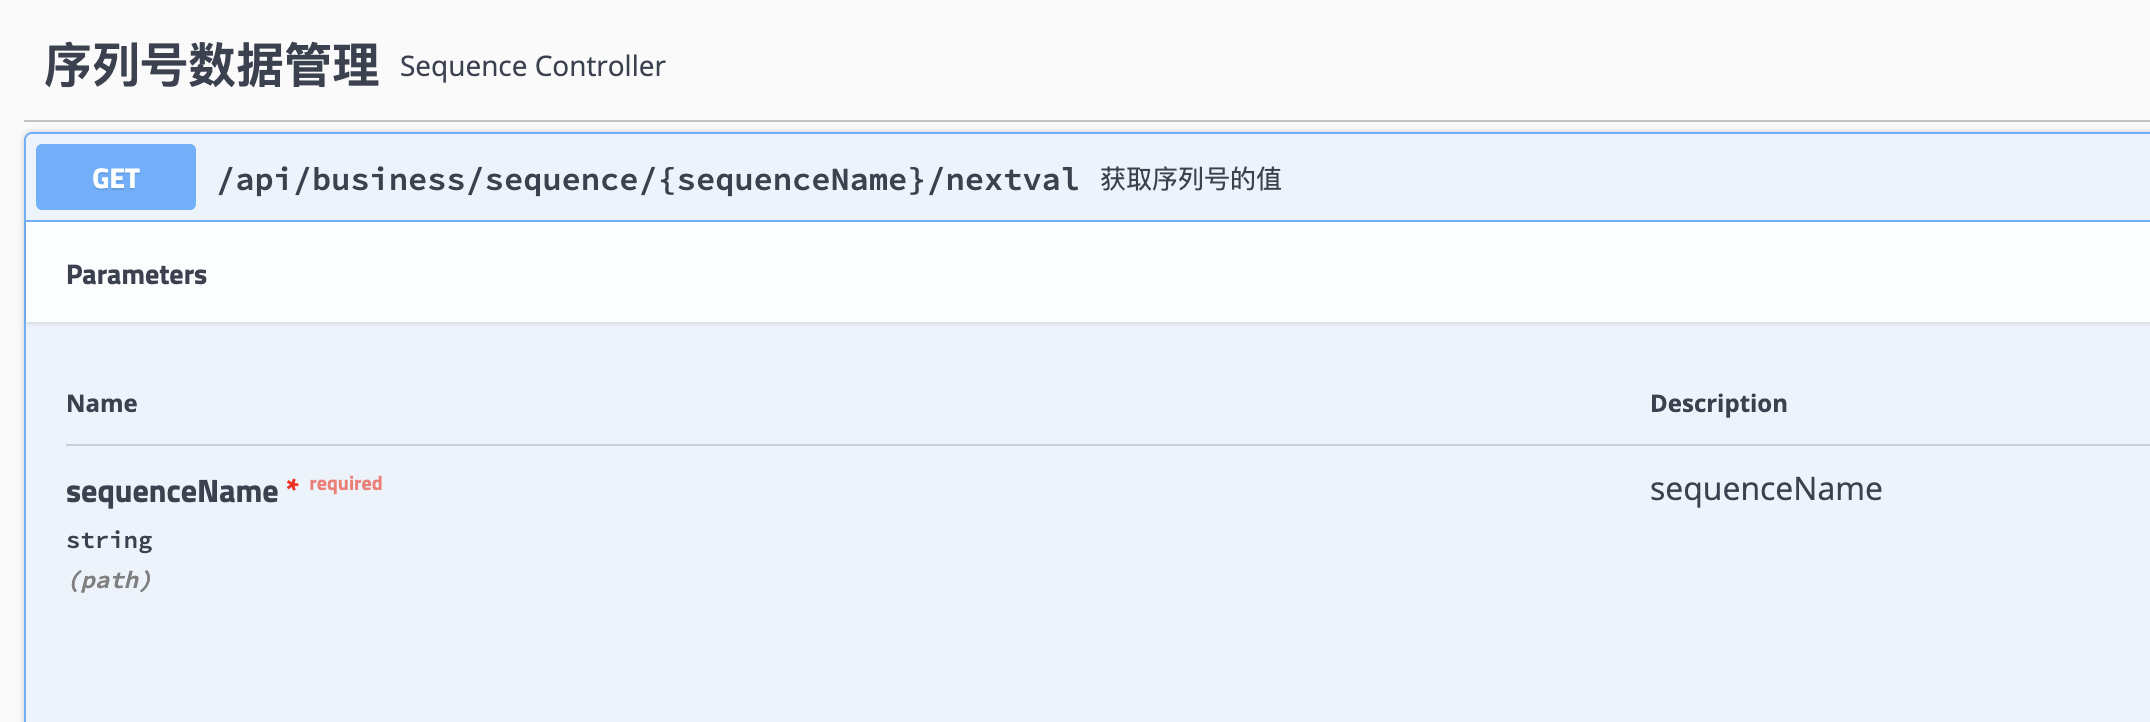 序列号数据管理 Sequence Controller
GET /api/business/sequence/{sequenceName}/nextval 获取序列号的值
Parameters
Name Description
sequenceName * required sequenceName
string
(path)